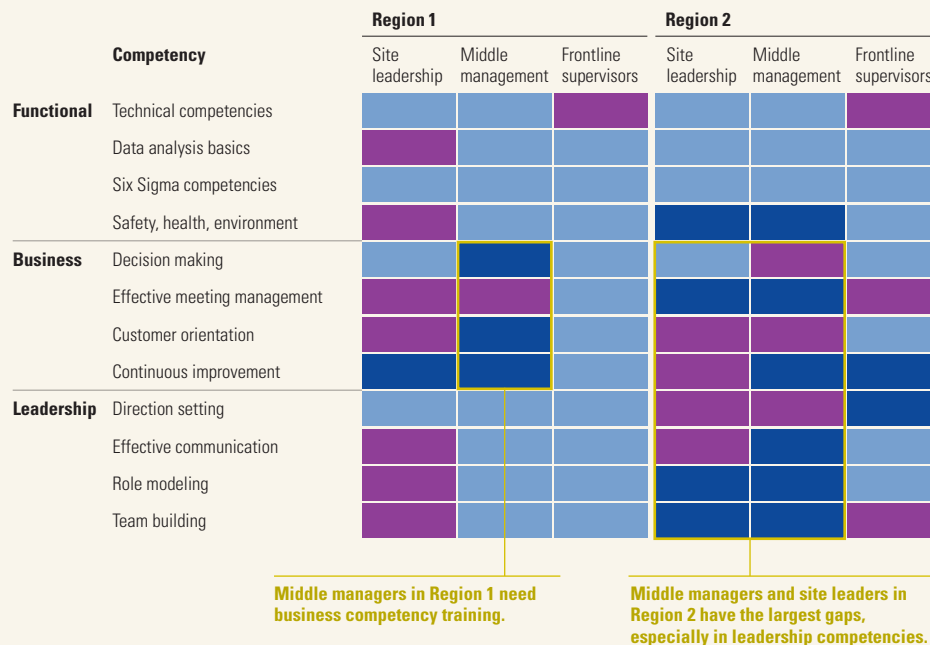 Region 1
Region 2
Competency
Site leadership
Middle management
Frontline supervisors
Site leadership
Middle management
Frontline supervisors
Functional
Technical competencies
Data analysis basics
Six Sigma competencies
Safety, health, environment
Business
Decision making
Effective meeting management
Customer orientation
Continuous improvement
Leadership
Direction setting
Effective communication
Role modeling
Team building
Middle managers in Region 1 need
business competency training.
Middle managers and site leaders in
Region 2 have the largest gaps,
especially in leadership competencies.